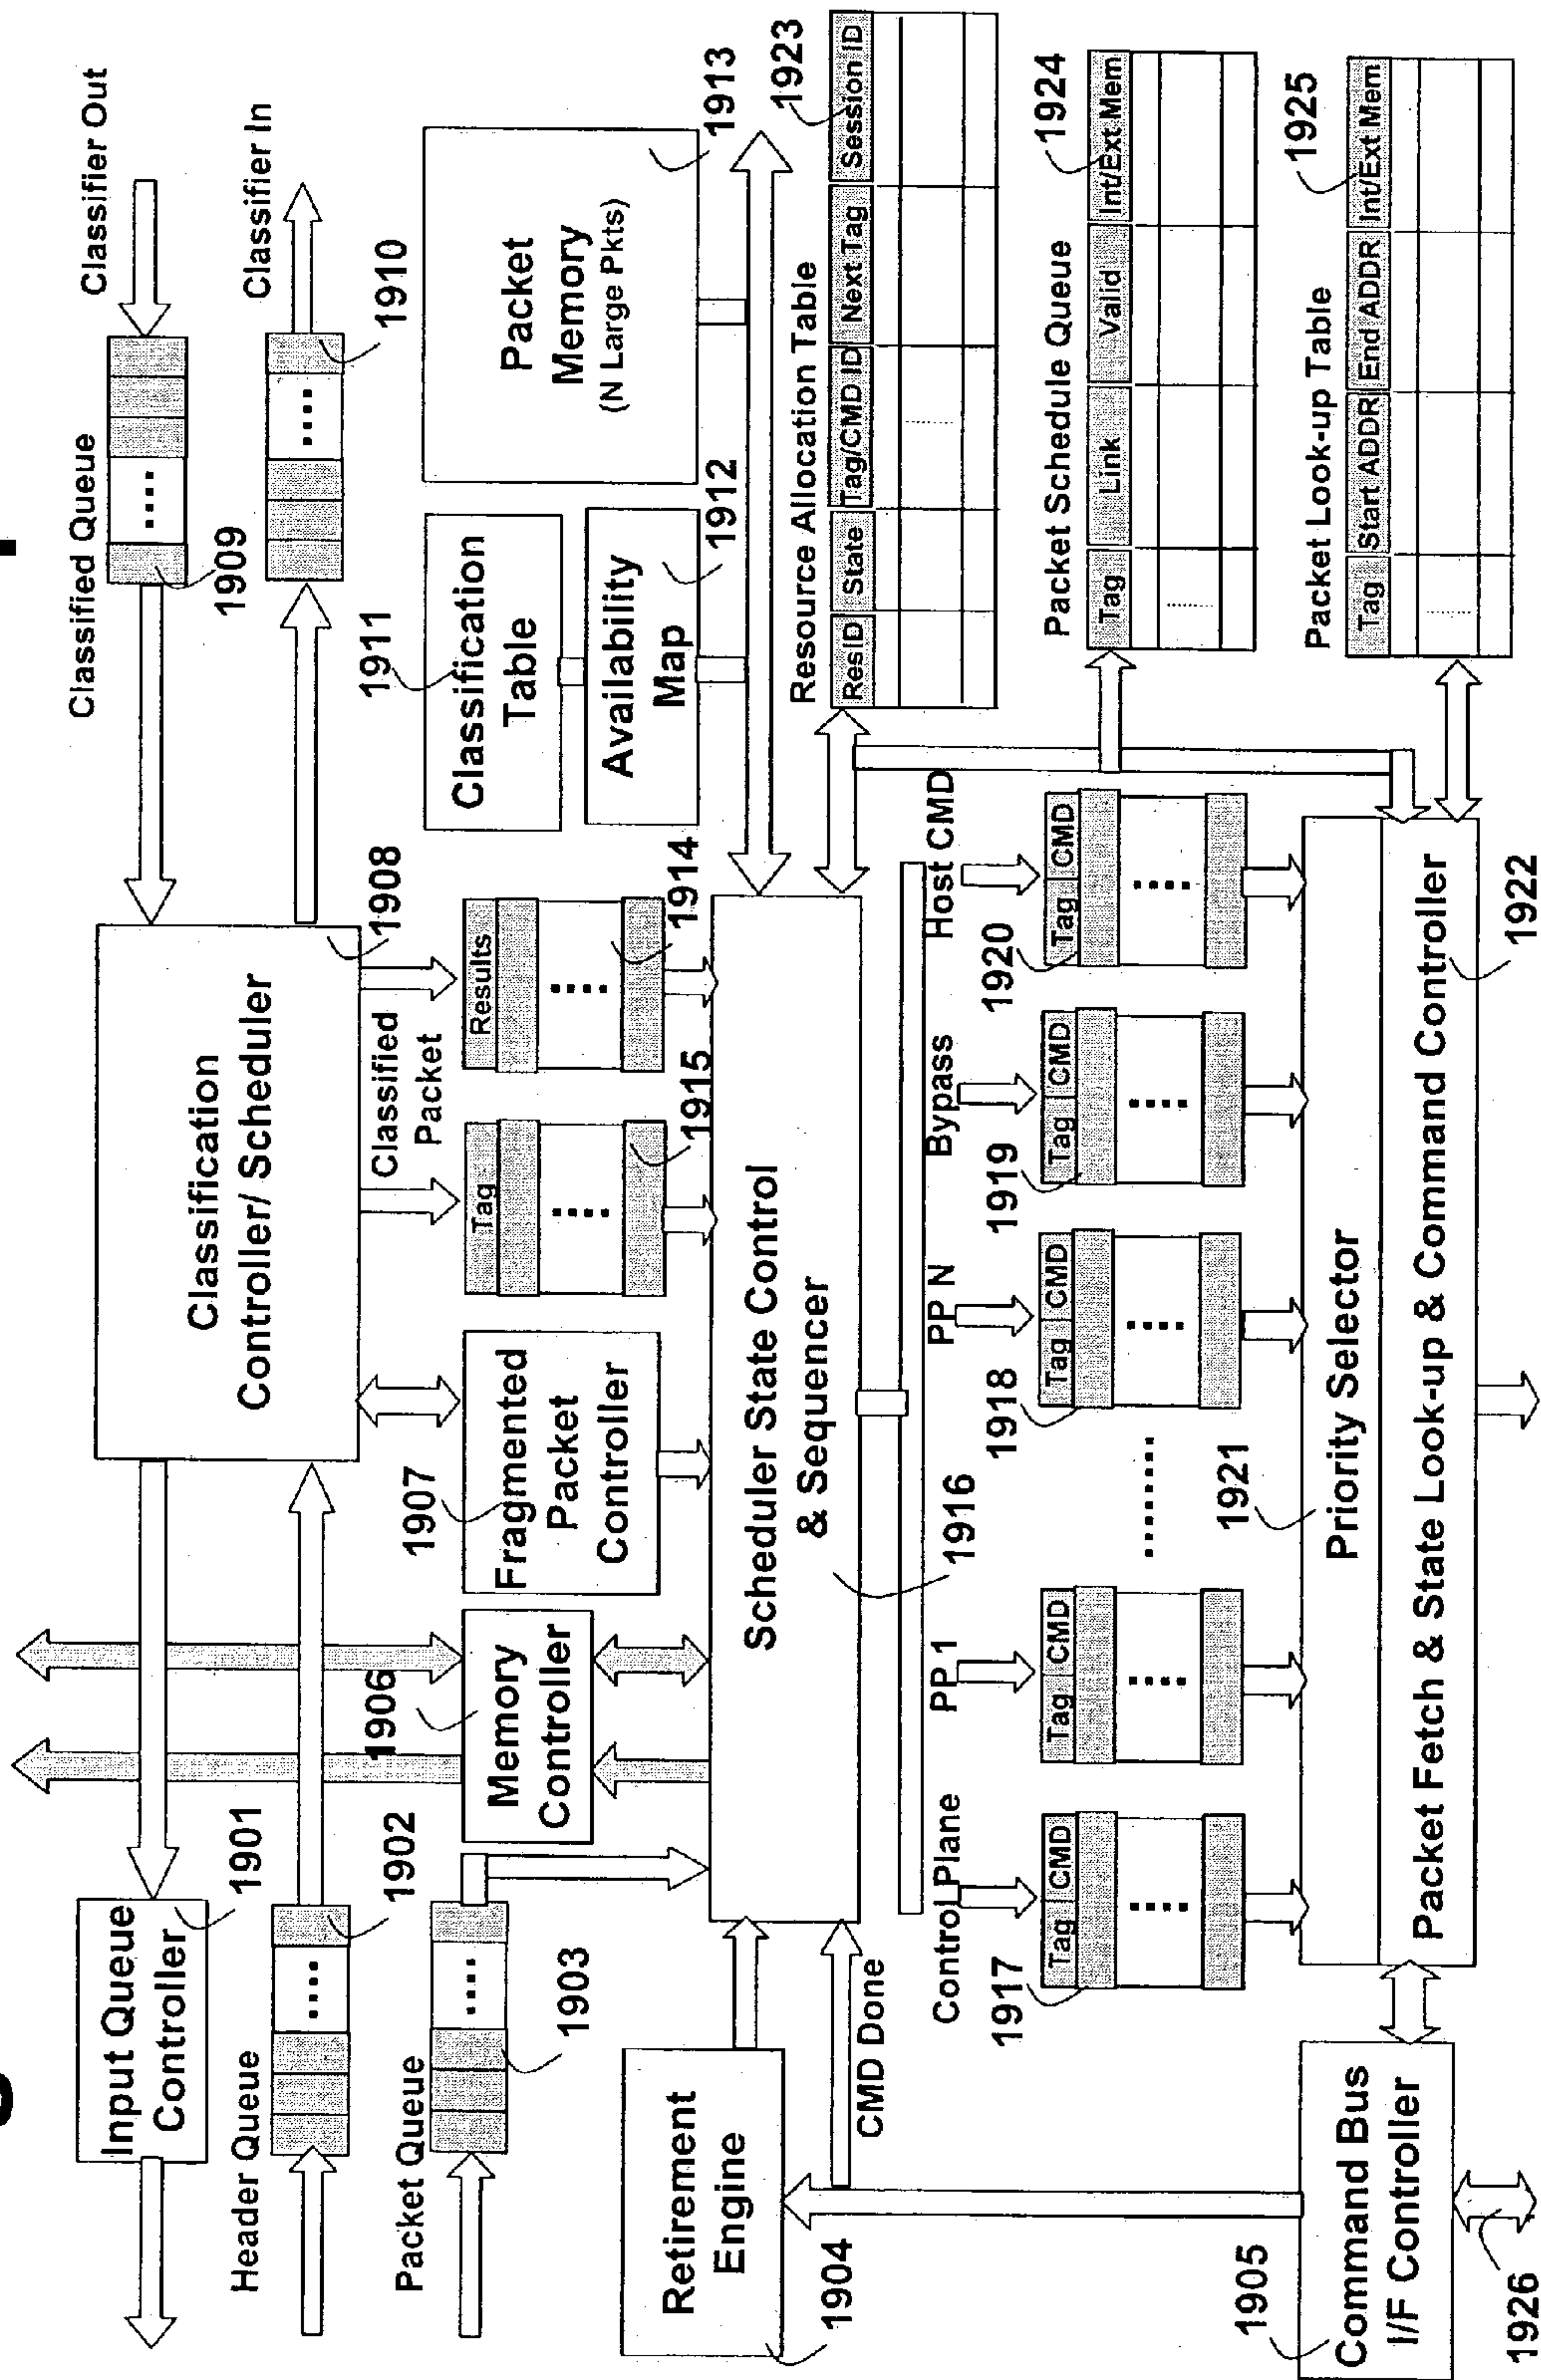 Input Queue
Controller
1901
Header Queue
1902
Packet Queue
1903
Retirement
Engine
1904
CMD Done
Command Bus
I/F Controller
1905
1926
Classification
Controller/ Scheduler
1908
Classified Queue
1909
Classifier Out
Classifier In
1910
1906
Memory
Controller
1907
Fragmented
Packet
Controller
Classified
Packet
Tag
1915
Results
1914
1911
Classification
Table
Availability
Map
1912
Packet
Memory
(N Large Pkts)
1913
Scheduler State Control
& Sequencer
1916
Resource Allocation Table
ResID State Tag/CMD ID Next Tag Session ID
1923
Control Plane
PP 1
PP N
Bypass
Host CMD
Tag CMD
1917
Tag CMD
Tag CMD
1918
Tag CMD
1919
Tag CMD
1920
Packet Schedule Queue
Tag Link Valid Int/Ext Mem
1924
Packet Look-up Table
Tag Start ADDR End ADDR Int/Ext Mem
1925
1921
Priority Selector
Packet Fetch & State Look-up & Command Controller
1922